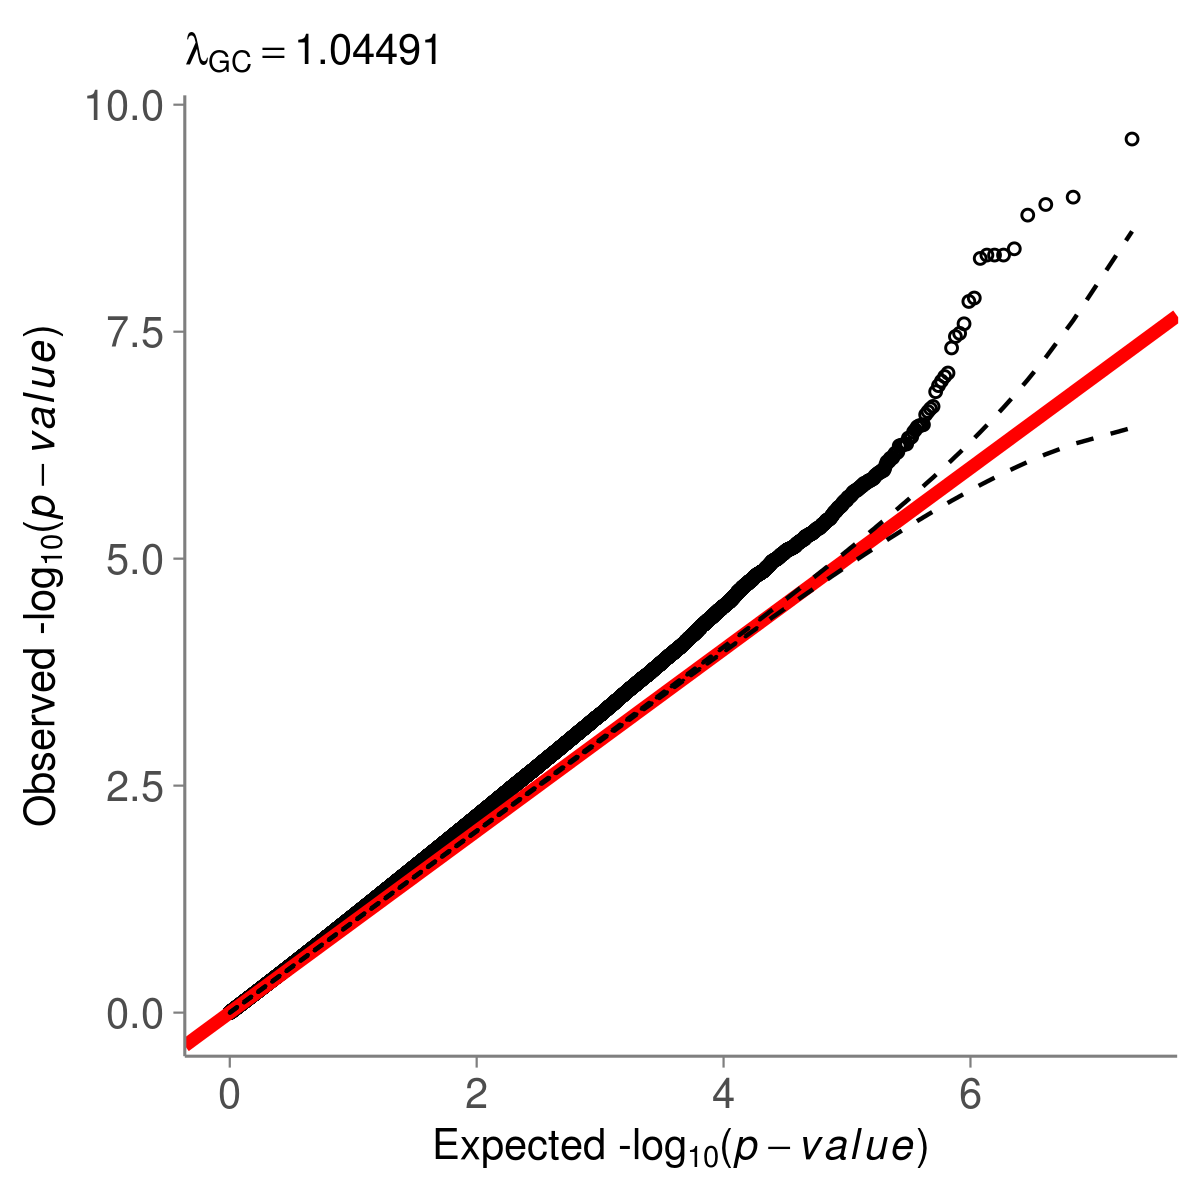 λGC = 1.04491
10.0
7.5
5.0
2.5
0.0
Observed -log10(p − value)
0 2 4 6
Expected -log10(p − value)